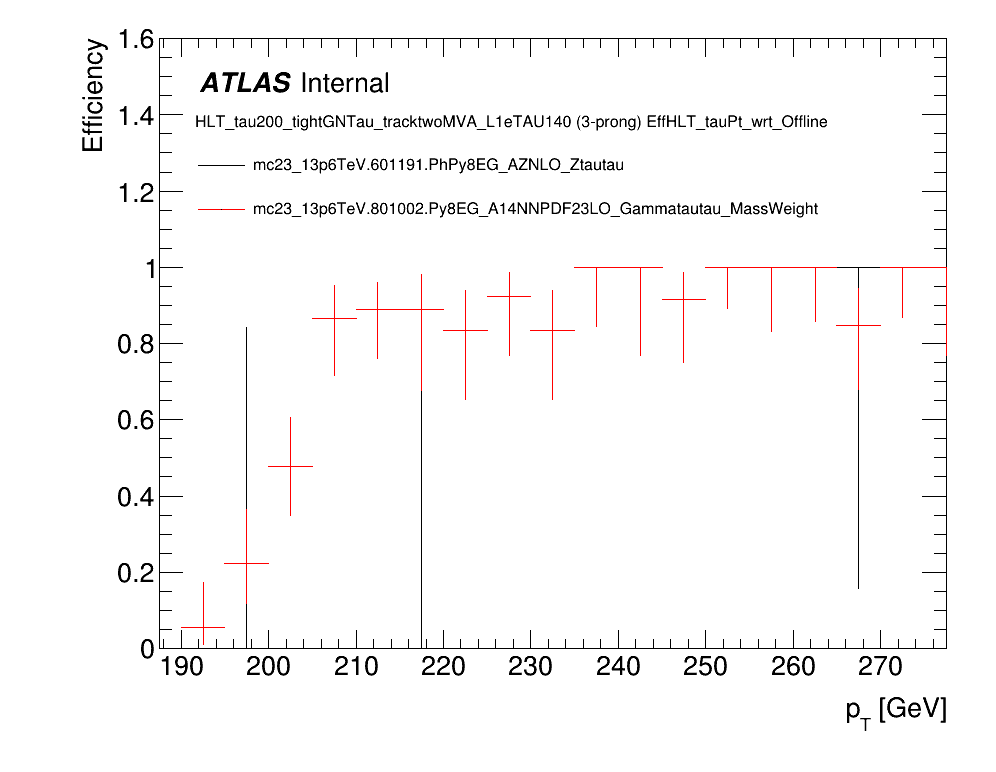 1.6
Efficiency
ATLAS Internal
1.4
HLT_tau200_tightGNTau_tracktwoMVA_L1eTAU140 (3-prong) EffHLT_tauPt_wrt_Offline
mc23_13p6TeV.601191.PhPy8EG_AZNLO_Ztautau
1.2
mc23_13p6TeV.801002.Py8EG_A14NNPDF23LO_Gammatautau_MassWeight
1
0.8
0.6
0.4
0.2
0
190 200 210 220 230 240 250 260 270
p_T [GeV]